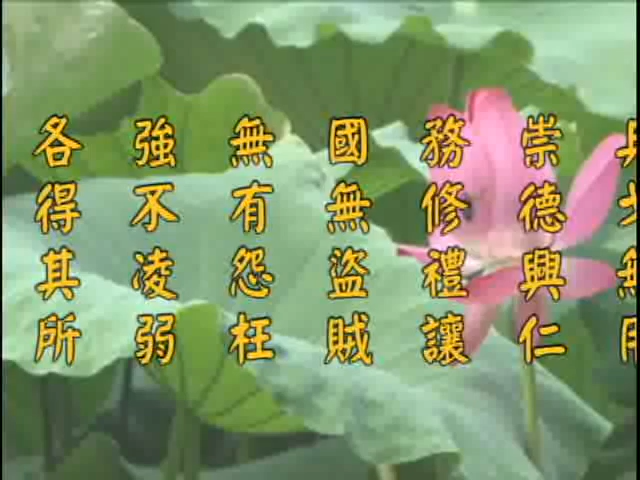 崇德興仁
務修禮讓
國無盜賊
無有怨枉
強不凌弱
各得其所